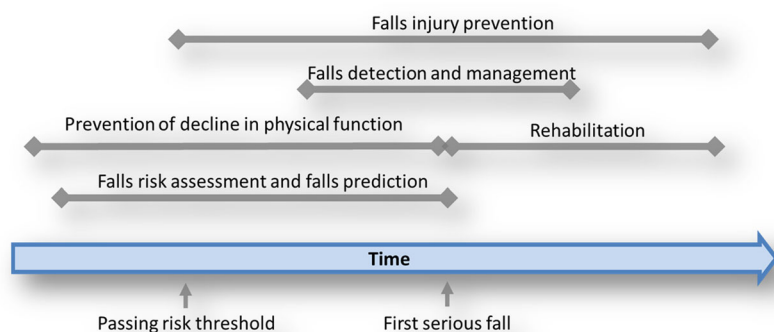 Falls injury prevention
Falls detection and management
Prevention of decline in physical function
Rehabilitation
Falls risk assessment and falls prediction
Time
Passing risk threshold
First serious fall